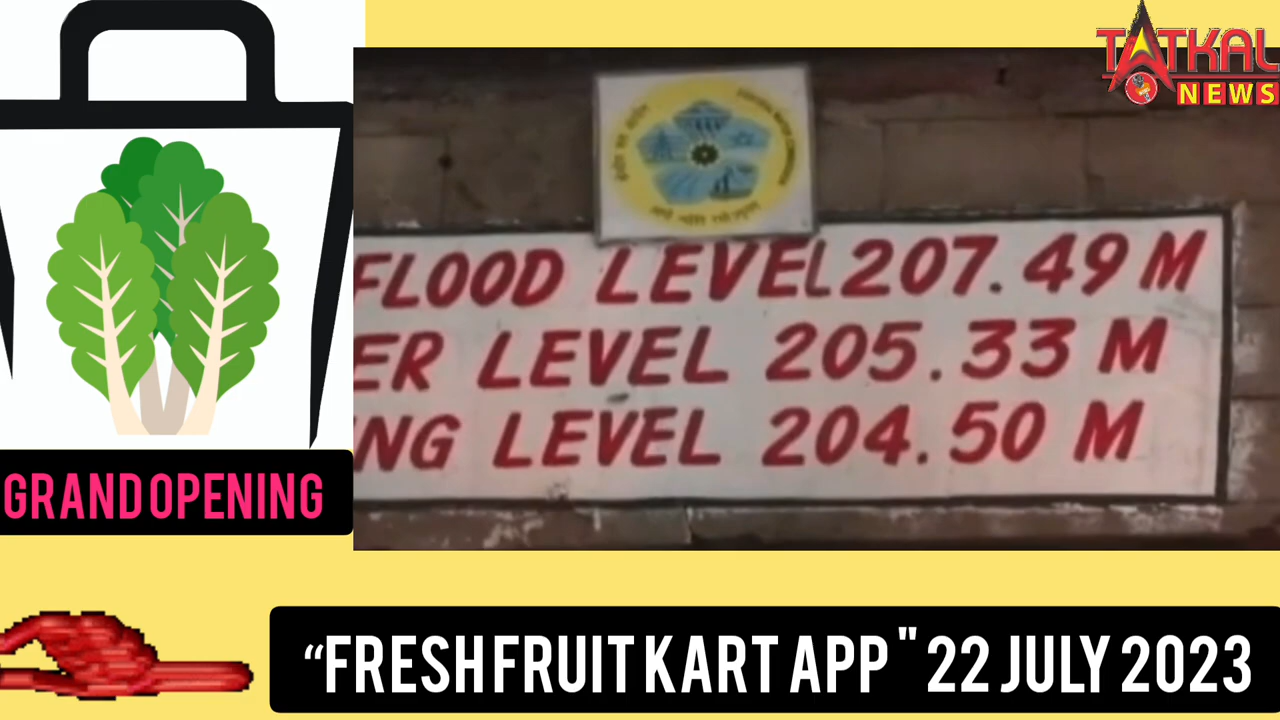 TATKAL
NEWS
FLOOD LEVEL 207.49 M
ER LEVEL 205.33 M
NG LEVEL 204.50 M
GRAND OPENING
“FRESH FRUIT KART APP" 22 JULY 2023